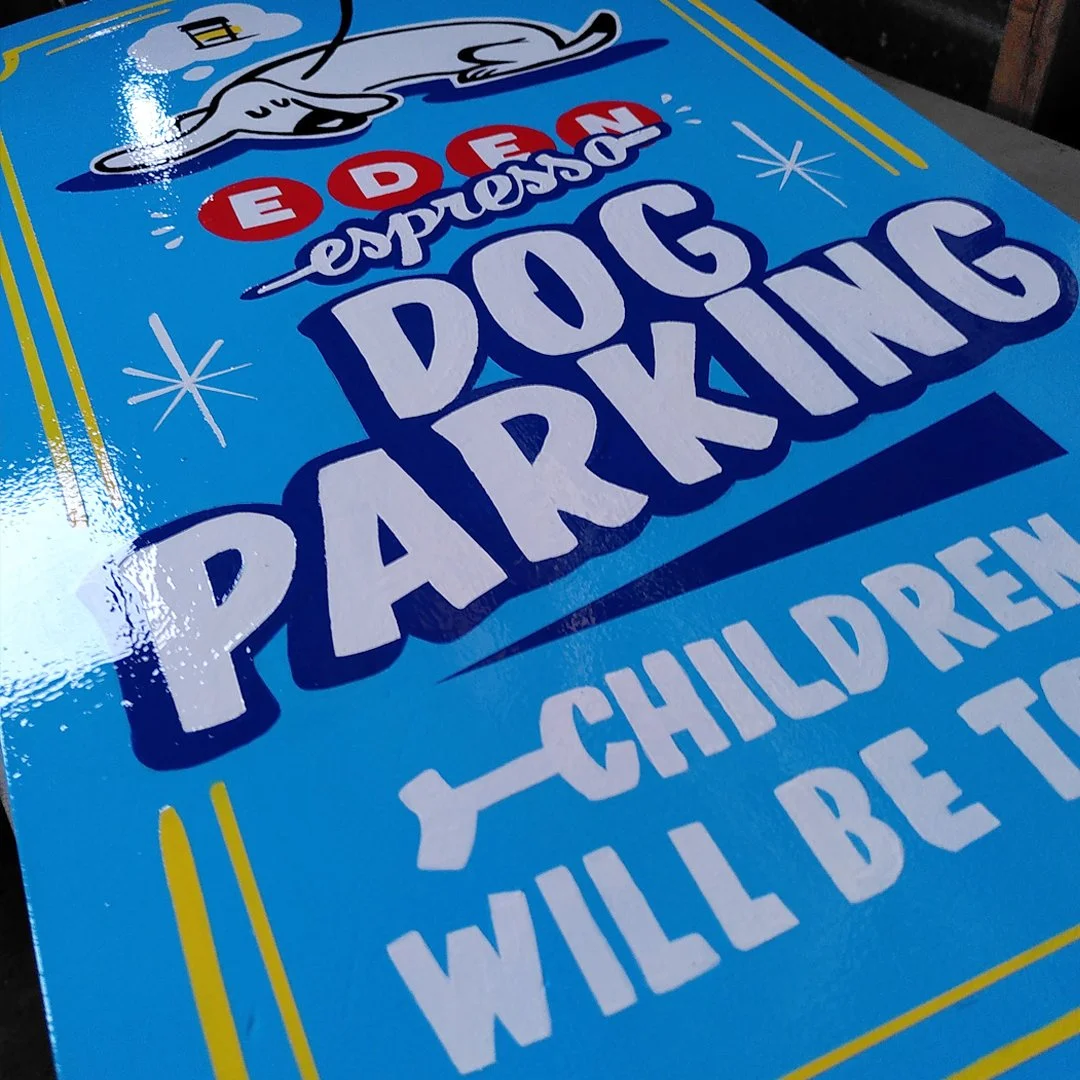 EDEN
espresso
DOG
PARKING
CHILDREN
WILL BE